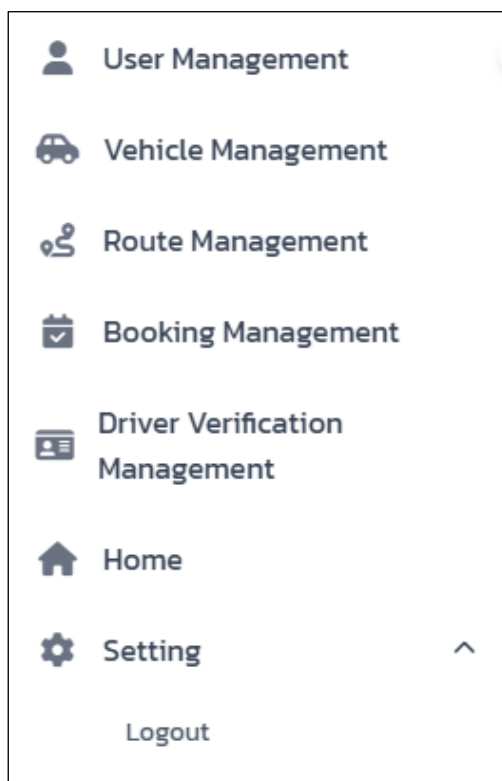 User Management
Vehicle Management
Route Management
Booking Management
Driver Verification
Management
Home
Setting
Logout